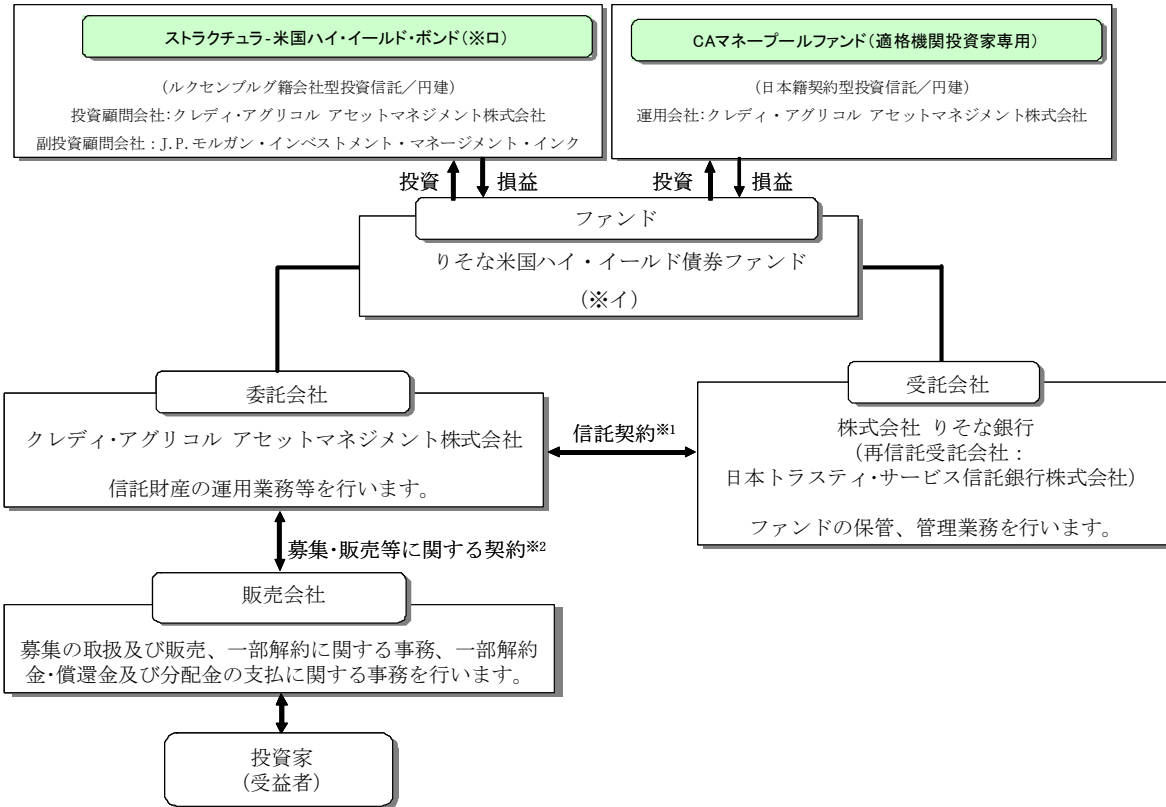 ストラクチュラ-米国ハイ・イールド・ボンド(※ロ)
(ルクセンブルグ籍会社型投資信託／円建)
投資顧問会社:クレディ・アグリコル アセットマネジメント株式会社
副投資顧問会社：J.P.モルガン・インベストメント・マネージメント・インク
CAマネープールファンド(適格機関投資家専用)
(日本籍契約型投資信託／円建)
運用会社:クレディ・アグリコル アセットマネジメント株式会社
投資
損益
投資
損益
ファンド
りそな米国ハイ・イールド債券ファンド
(※イ)
委託会社
クレディ・アグリコル アセットマネジメント株式会社
信託財産の運用業務等を行います。
信託契約※1
受託会社
株式会社 りそな銀行
(再信託受託会社：
日本トラスティ・サービス信託銀行株式会社)
ファンドの保管、管理業務を行います。
募集・販売等に関する契約※2
販売会社
募集の取扱及び販売、一部解約に関する事務、一部解約
金・償還金及び分配金の支払に関する事務を行います。
投資家
(受益者)